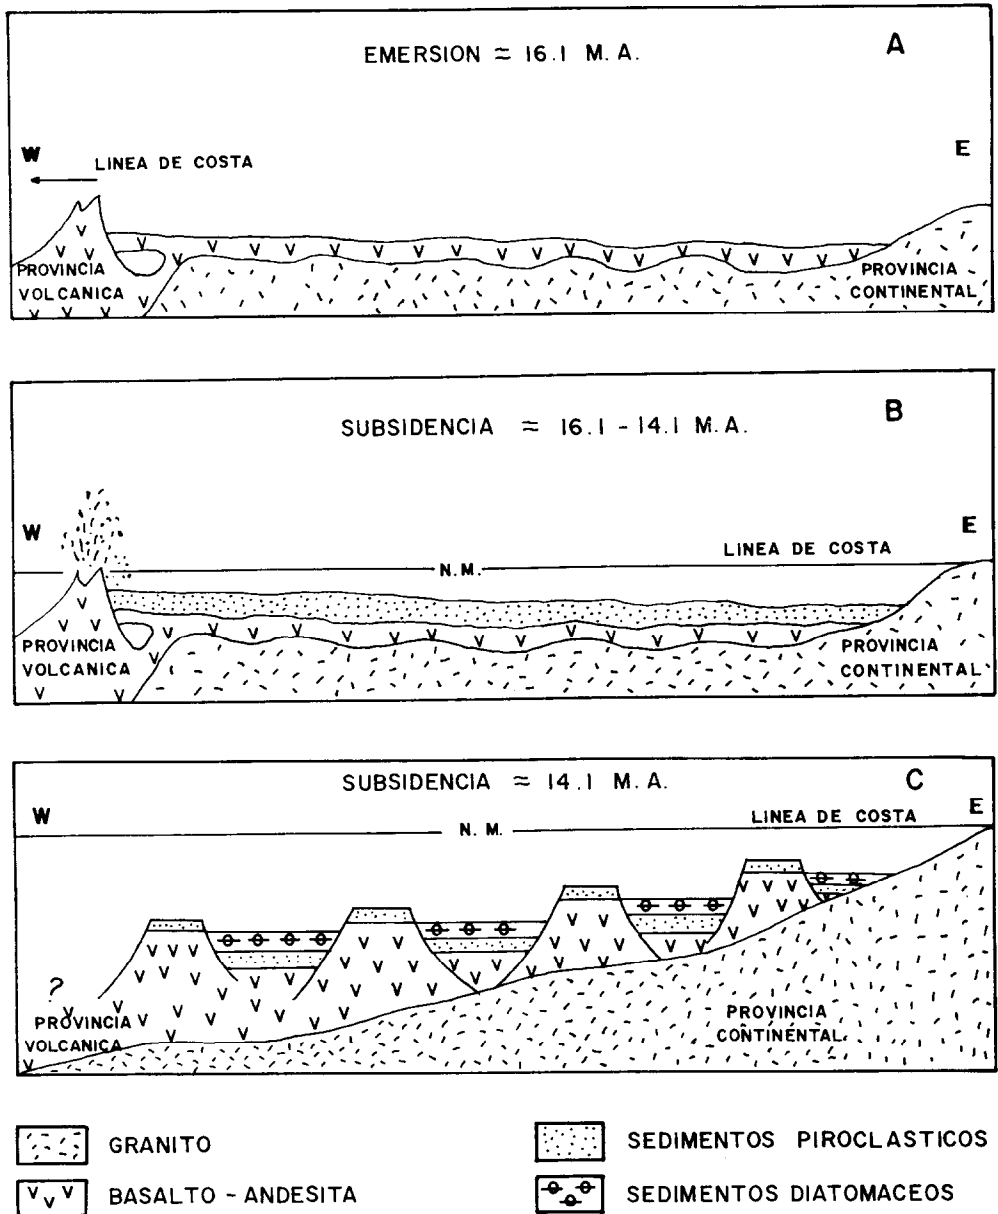 EMERSION ≈ 16.1 M.A.
A
W
E
LINEA DE COSTA
PROVINCIA
VOLCANICA
PROVINCIA
CONTINENTAL
SUBSIDENCIA ≈ 16.1 - 14.1 M.A.
B
W
E
LINEA DE COSTA
N.M.
PROVINCIA
VOLCANICA
PROVINCIA
CONTINENTAL
SUBSIDENCIA ≈ 14.1 M.A.
C
W
E
LINEA DE COSTA
N.M.
?
PROVINCIA
VOLCANICA
PROVINCIA
CONTINENTAL
GRANITO
SEDIMENTOS PIROCLASTICOS
BASALTO - ANDESITA
SEDIMENTOS DIATOMACEOS